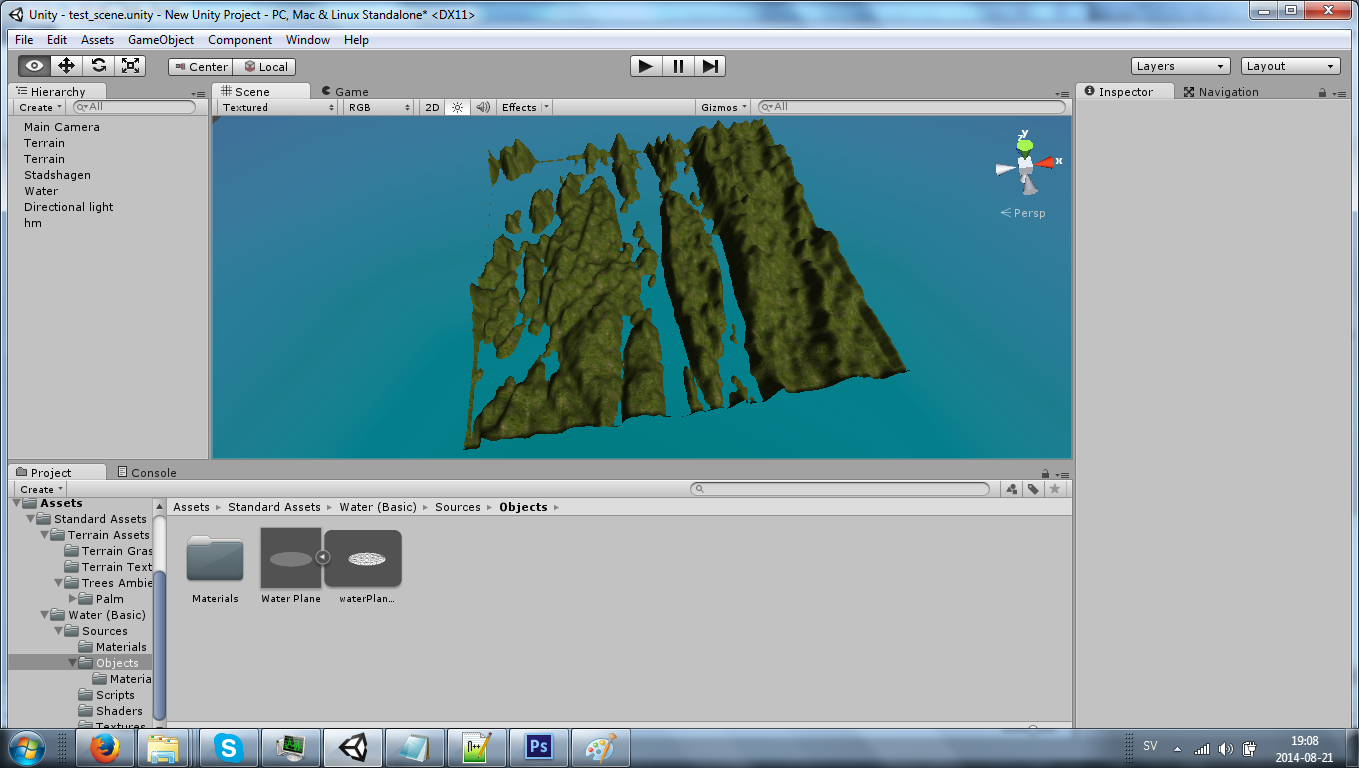 Unity - test_scene.unity - New Unity Project - PC, Mac & Linux Standalone* <DX11>
File Edit Assets GameObject Component Window Help
Center Local Layers Layout
Hierarchy
Create All
Main Camera
Terrain
Terrain
Stadshagen
Water
Directional light
hm
Scene Game
Textured RGB 2D Effects Gizmos All
y
z
x
Persp
Inspector Navigation
Project Console
Create
Assets
Standard Assets
Terrain Assets
Terrain Gras
Terrain Text
Trees Ambie
Palm
Water (Basic)
Sources
Materials
Objects
Materia
Scripts
Shaders
Textures
Assets Standard Assets Water (Basic) Sources Objects
Materials Water Plane waterPlan...
Ps
SV
19:08
2014-08-21